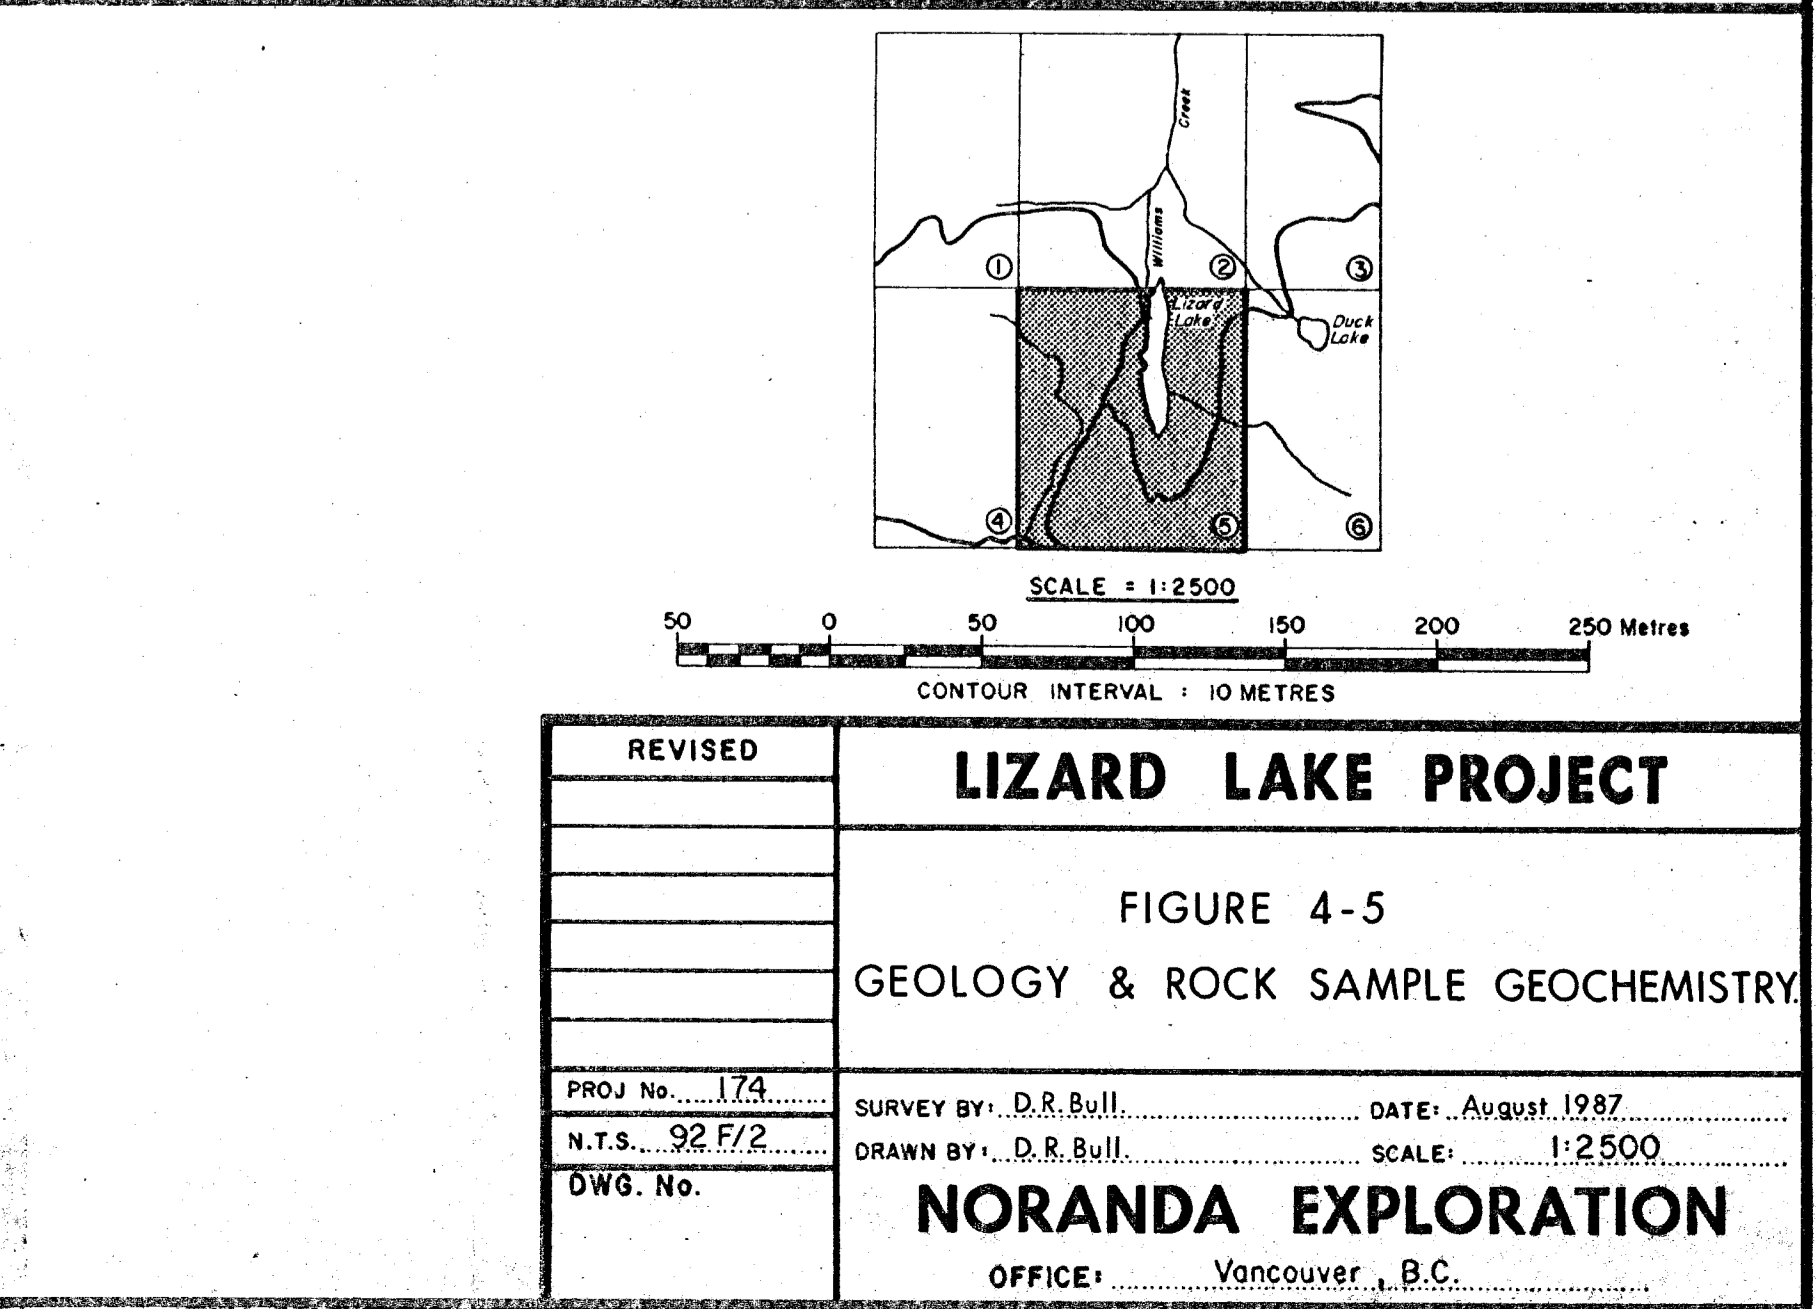 Creek
Williams
① ② ③
Lizard
Lake
Duck
Lake
④ ⑤ ⑥
SCALE = 1:2500
50 0 50 100 150 200 250 Metres
CONTOUR INTERVAL : 10 METRES
REVISED
LIZARD LAKE PROJECT
FIGURE 4-5
GEOLOGY & ROCK SAMPLE GEOCHEMISTRY.
PROJ No. 174
N.T.S. 92 F/2
DWG. No.
SURVEY BY: D.R. Bull. DATE: August 1987
DRAWN BY: D.R. Bull. SCALE: 1:2500
NORANDA EXPLORATION
OFFICE: Vancouver, B.C.